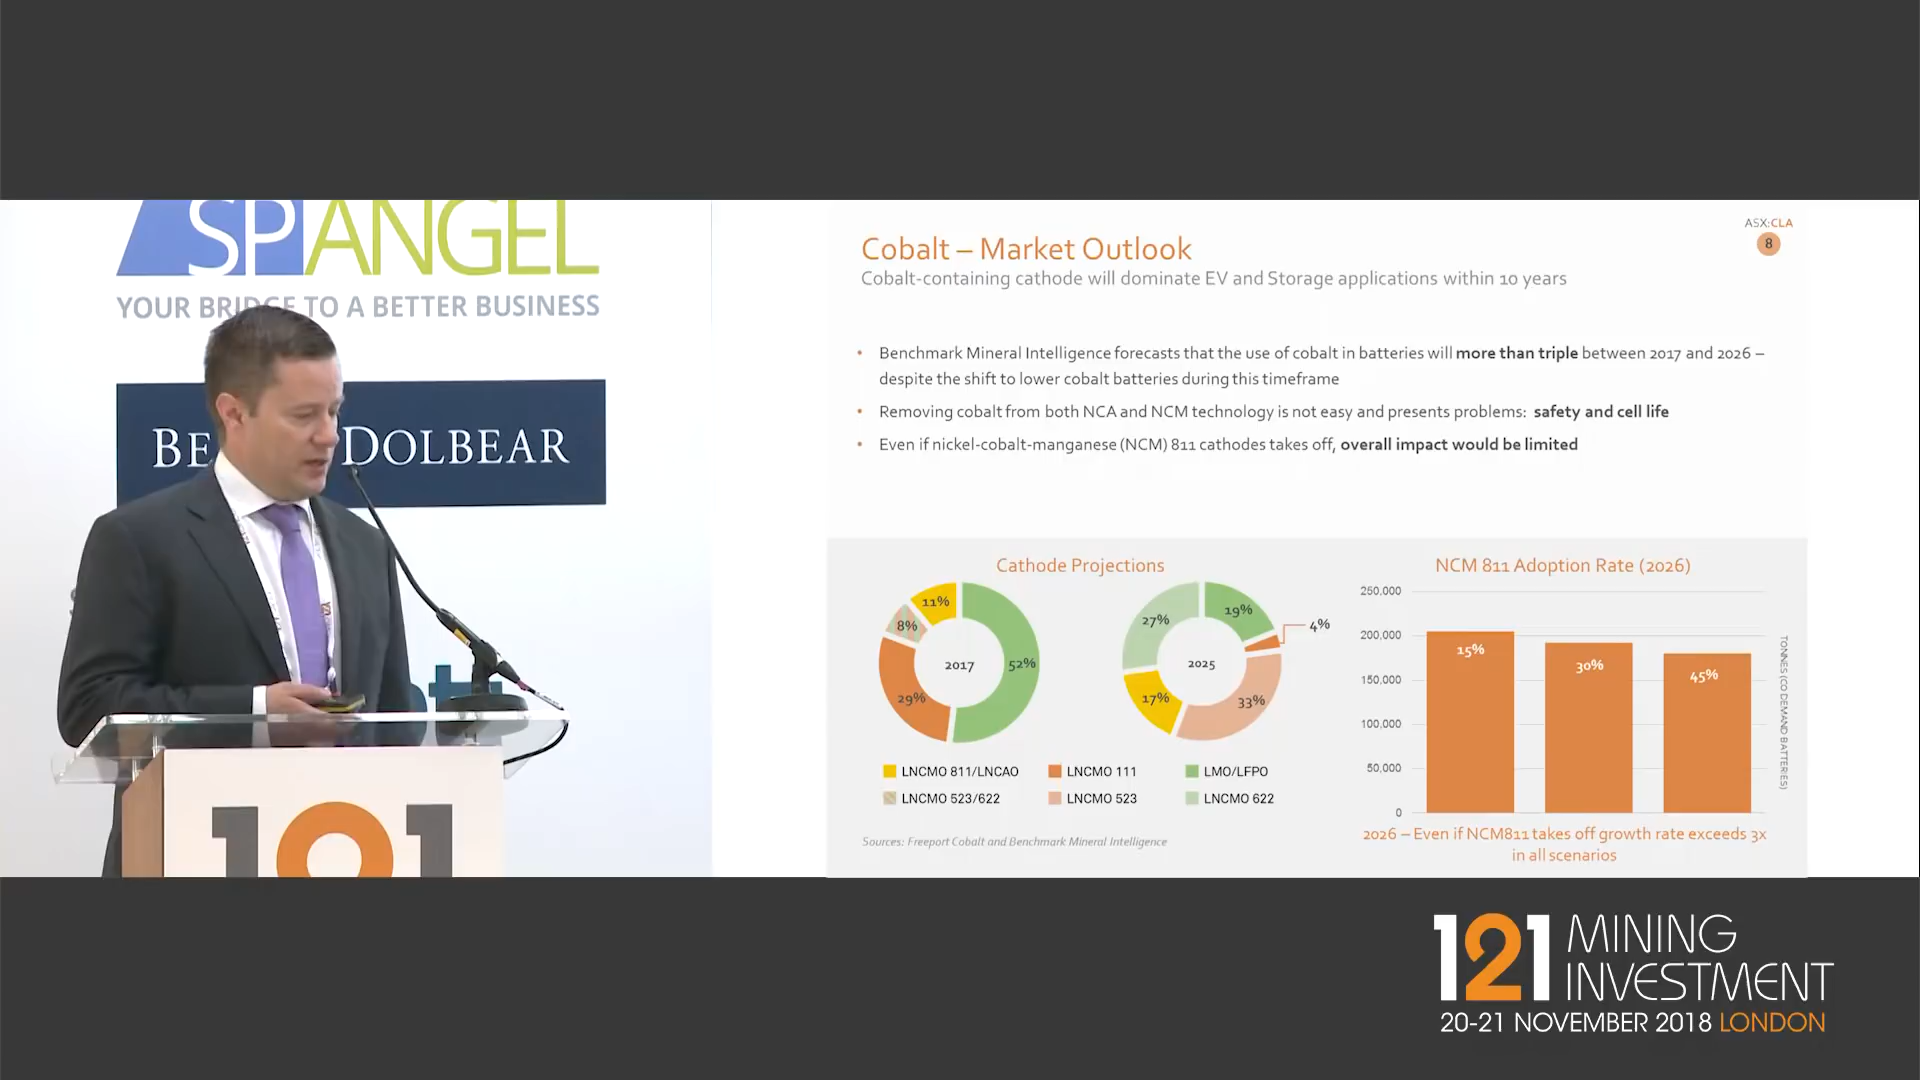 SPANGEL
YOUR BRIDGE TO A BETTER BUSINESS
BE DOLBEAR
101
ASX:CLA
8
Cobalt – Market Outlook
Cobalt-containing cathode will dominate EV and Storage applications within 10 years
• Benchmark Mineral Intelligence forecasts that the use of cobalt in batteries will more than triple between 2017 and 2026 –
despite the shift to lower cobalt batteries during this timeframe
• Removing cobalt from both NCA and NCM technology is not easy and presents problems: safety and cell life
• Even if nickel-cobalt-manganese (NCM) 811 cathodes takes off, overall impact would be limited
Cathode Projections
11%
8%
29%
52%
2017
27%
19%
4%
17%
33%
2025
LNCMO 811/LNCAO
LNCMO 111
LMO/LFPO
LNCMO 523/622
LNCMO 523
LNCMO 622
Sources: Freeport Cobalt and Benchmark Mineral Intelligence
NCM 811 Adoption Rate (2026)
250,000
200,000
150,000
100,000
50,000
0
15%
30%
45%
TONNES (CO DEMAND BATTERIES)
2026 – Even if NCM811 takes off growth rate exceeds 3x
in all scenarios
121 MINING
INVESTMENT
20-21 NOVEMBER 2018 LONDON